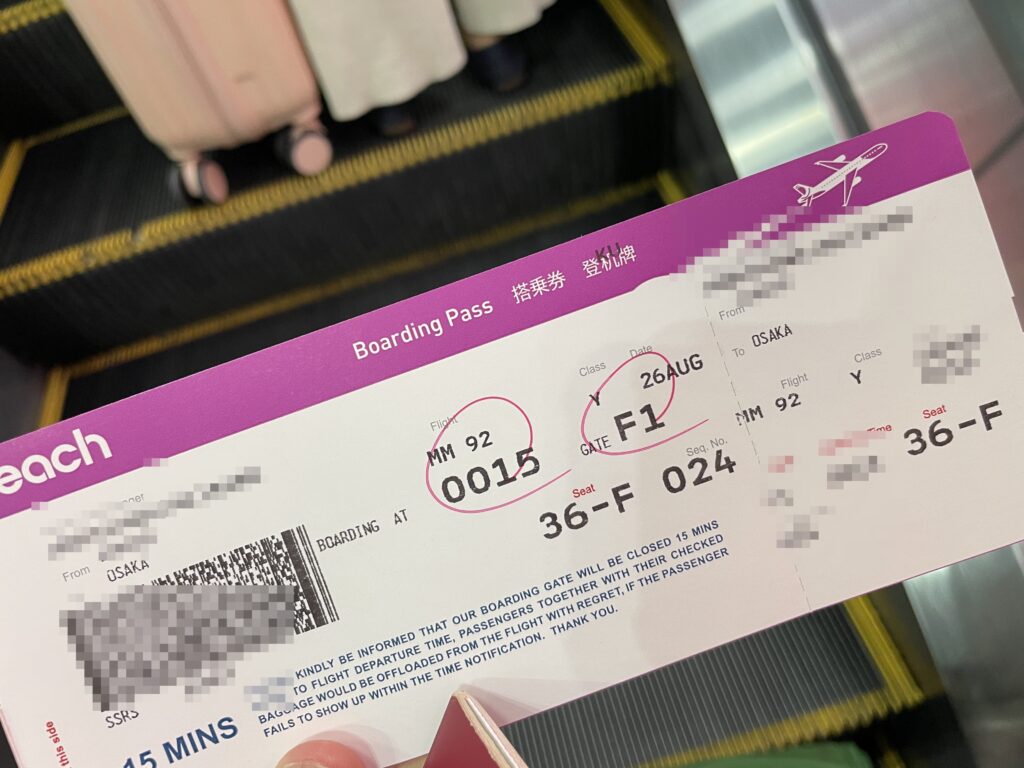 Boarding Pass 搭乗券 登机牌
KU
each
Flight
Class
Date
MM 92
Y
26AUG
BOARDING AT
0015
GATE F1
Seat
Seq. No.
36-F
024
From
OSAKA
SSRS
KINDLY BE INFORMED THAT OUR BOARDING GATE WILL BE CLOSED 15 MINS
TO FLIGHT DEPARTURE TIME, PASSENGERS TOGETHER WITH THEIR CHECKED
BAGGAGE WOULD BE OFFLOADED FROM THE FLIGHT WITH REGRET, IF THE PASSENGER
FAILS TO SHOW UP WITHIN THE TIME NOTIFICATION. THANK YOU.
15 MINS
this side
From
To
OSAKA
Flight
Class
MM 92
Y
Time
Seat
36-F